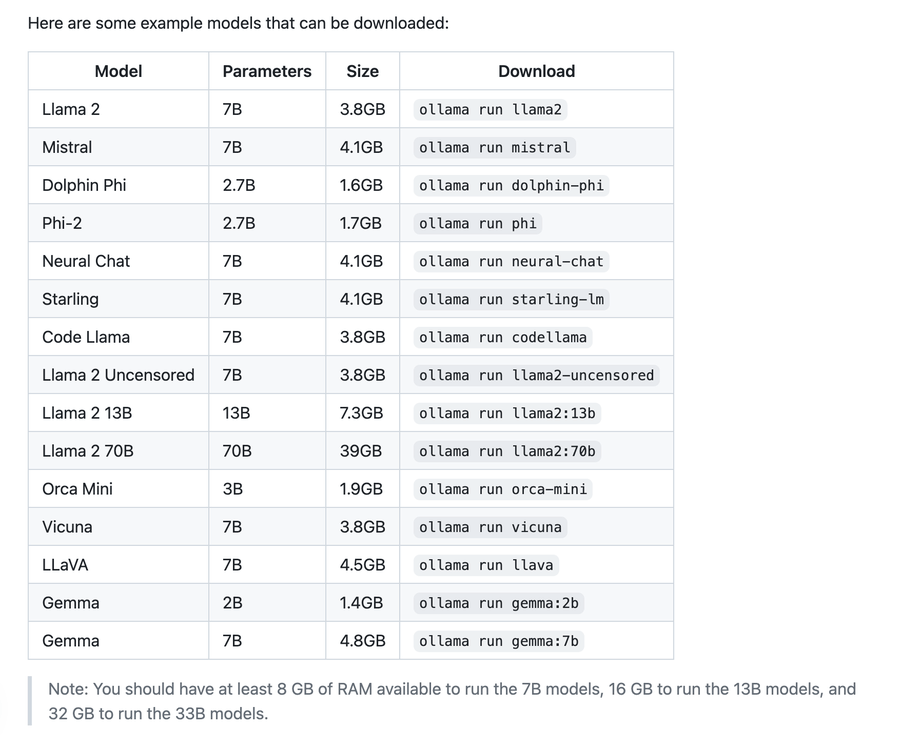 Here are some example models that can be downloaded:
Model Parameters Size Download
Llama 2 7B 3.8GB ollama run llama2
Mistral 7B 4.1GB ollama run mistral
Dolphin Phi 2.7B 1.6GB ollama run dolphin-phi
Phi-2 2.7B 1.7GB ollama run phi
Neural Chat 7B 4.1GB ollama run neural-chat
Starling 7B 4.1GB ollama run starling-lm
Code Llama 7B 3.8GB ollama run codellama
Llama 2 Uncensored 7B 3.8GB ollama run llama2-uncensored
Llama 2 13B 13B 7.3GB ollama run llama2:13b
Llama 2 70B 70B 39GB ollama run llama2:70b
Orca Mini 3B 1.9GB ollama run orca-mini
Vicuna 7B 3.8GB ollama run vicuna
LLaVA 7B 4.5GB ollama run llava
Gemma 2B 1.4GB ollama run gemma:2b
Gemma 7B 4.8GB ollama run gemma:7b
Note: You should have at least 8 GB of RAM available to run the 7B models, 16 GB to run the 13B models, and
32 GB to run the 33B models.